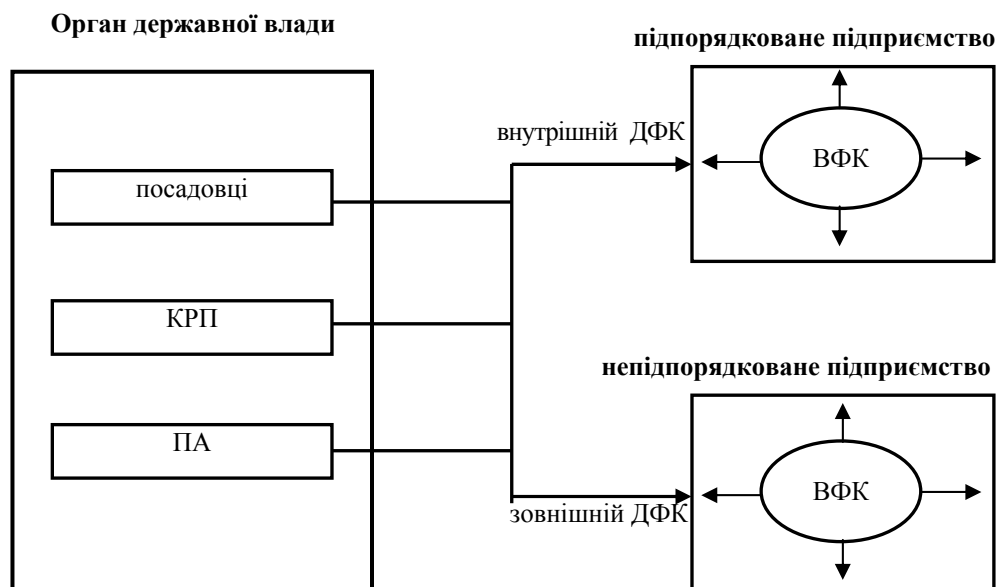 Орган державної влади
підпорядковане підприємство
внутрішній ДФК
ВФК
посадовці
КРП
непідпорядковане підприємство
ПА
ВФК
зовнішній ДФК